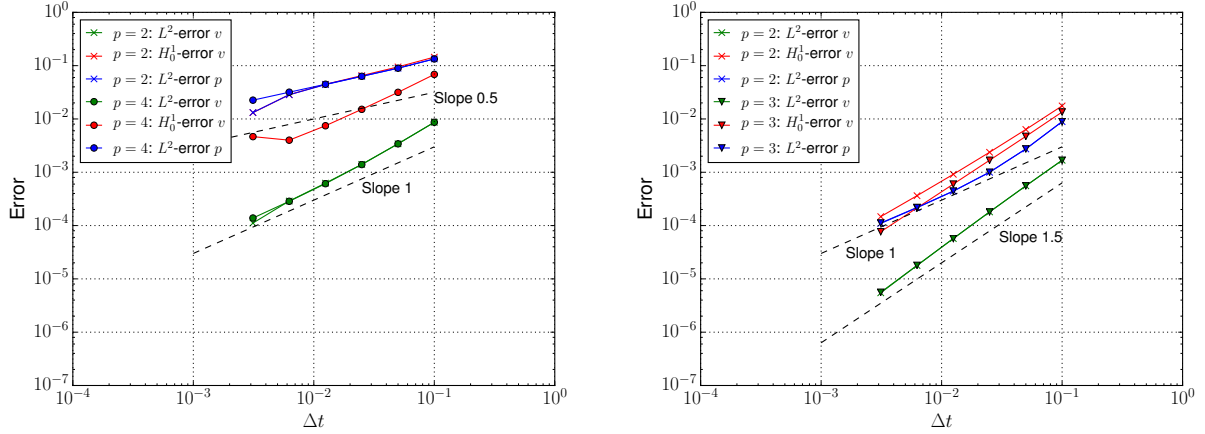 10^0
10^-1
10^-2
10^-3
10^-4
10^-5
10^-6
10^-7
Error
p = 2: L^2-error v
p = 2: H_0^1-error v
p = 2: L^2-error p
p = 4: L^2-error v
p = 4: H_0^1-error v
p = 4: L^2-error p
Slope 0.5
Slope 1
10^-4 10^-3 10^-2 10^-1 10^0
Δt
10^0
10^-1
10^-2
10^-3
10^-4
10^-5
10^-6
10^-7
Error
p = 2: L^2-error v
p = 2: H_0^1-error v
p = 2: L^2-error p
p = 3: L^2-error v
p = 3: H_0^1-error v
p = 3: L^2-error p
Slope 1.5
Slope 1
10^-4 10^-3 10^-2 10^-1 10^0
Δt